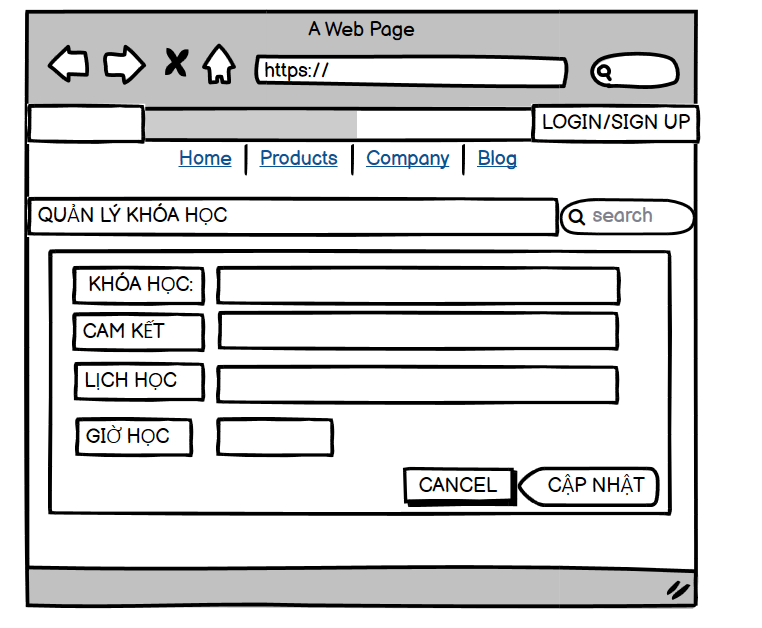 A Web Page
https://
LOGIN/SIGN UP
Home Products Company Blog
QUẢN LÝ KHÓA HỌC search
KHÓA HỌC:
CAM KẾT
LỊCH HỌC
GIỜ HỌC
CANCEL CẬP NHẬT